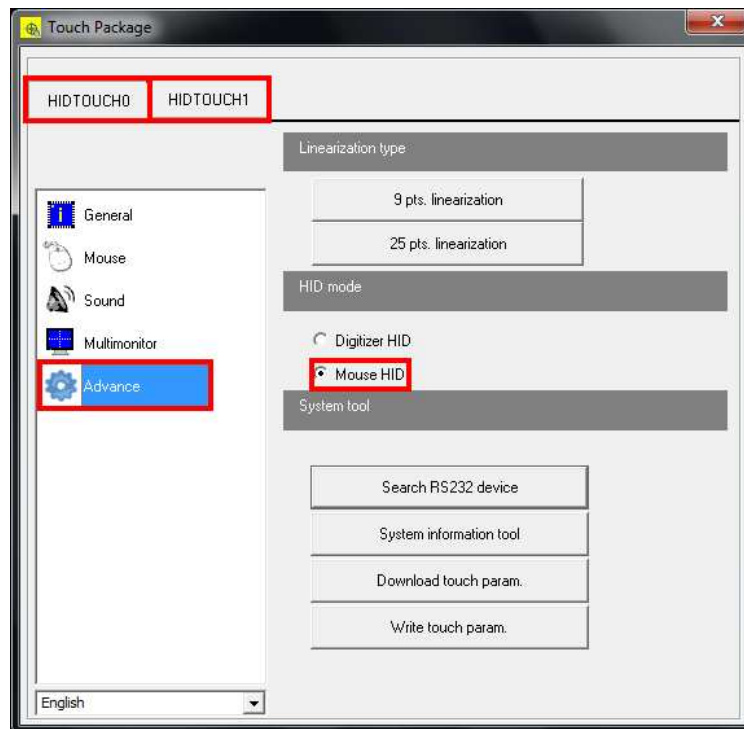 Touch Package
HIDTOUCH0
HIDTOUCH1
Linearization type
9 pts. linearization
25 pts. linearization
General
Mouse
Sound
Multimonitor
Advance
HID mode
Digitizer HID
Mouse HID
System tool
Search RS232 device
System information tool
Download touch param.
Write touch param.
English